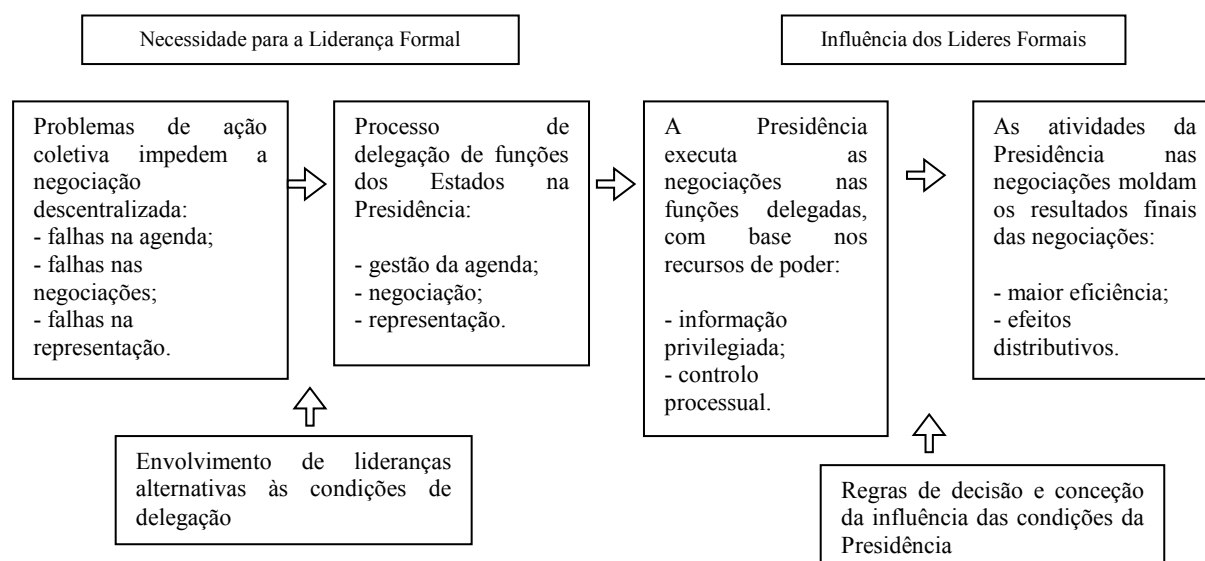 Necessidade para a Liderança Formal
Influência dos Lideres Formais
Problemas de ação
coletiva impedem a
negociação
descentralizada:
- falhas na agenda;
- falhas nas
negociações;
- falhas na
representação.
Processo de
delegação de funções
dos Estados na
Presidência:
- gestão da agenda;
- negociação;
- representação.
A Presidência
executa as
negociações nas
funções delegadas,
com base nos
recursos de poder:
- informação
privilegiada;
- controlo
processual.
As atividades da
Presidência nas
negociações moldam
os resultados finais
das negociações:
- maior eficiência;
- efeitos
distributivos.
Envolvimento de lideranças
alternativas às condições de
delegação
Regras de decisão e conceção
da influência das condições da
Presidência